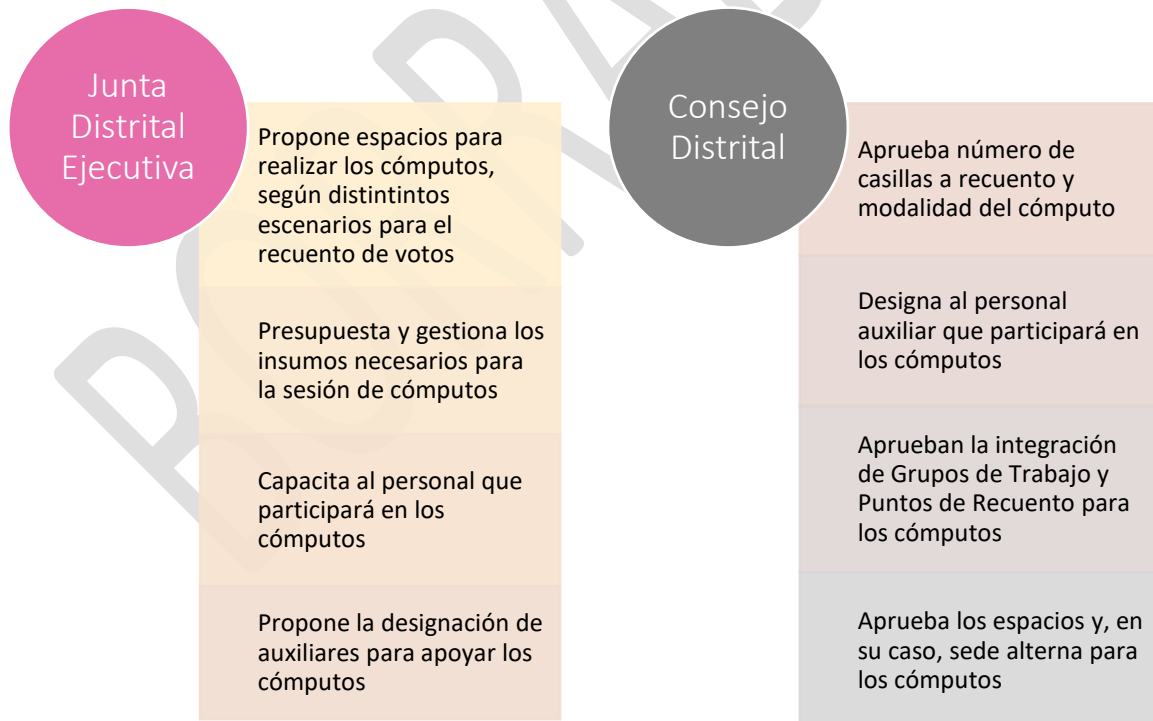 Junta
Distrital
Ejecutiva
Propone espacios para
realizar los cómputos,
según distintintos
escenarios para el
recuento de votos
Presupuesta y gestiona los
insumos necesarios para
la sesión de cómputos
Capacita al personal que
participará en los
cómputos
Propone la designación de
auxiliares para apoyar los
cómputos
Consejo
Distrital
Aprueba número de
casillas a recuento y
modalidad del cómputo
Designa al personal
auxiliar que participará en
los cómputos
Aprueban la integración
de Grupos de Trabajo y
Puntos de Recuento para
los cómputos
Aprueba los espacios y, en
su caso, sede alterna para
los cómputos